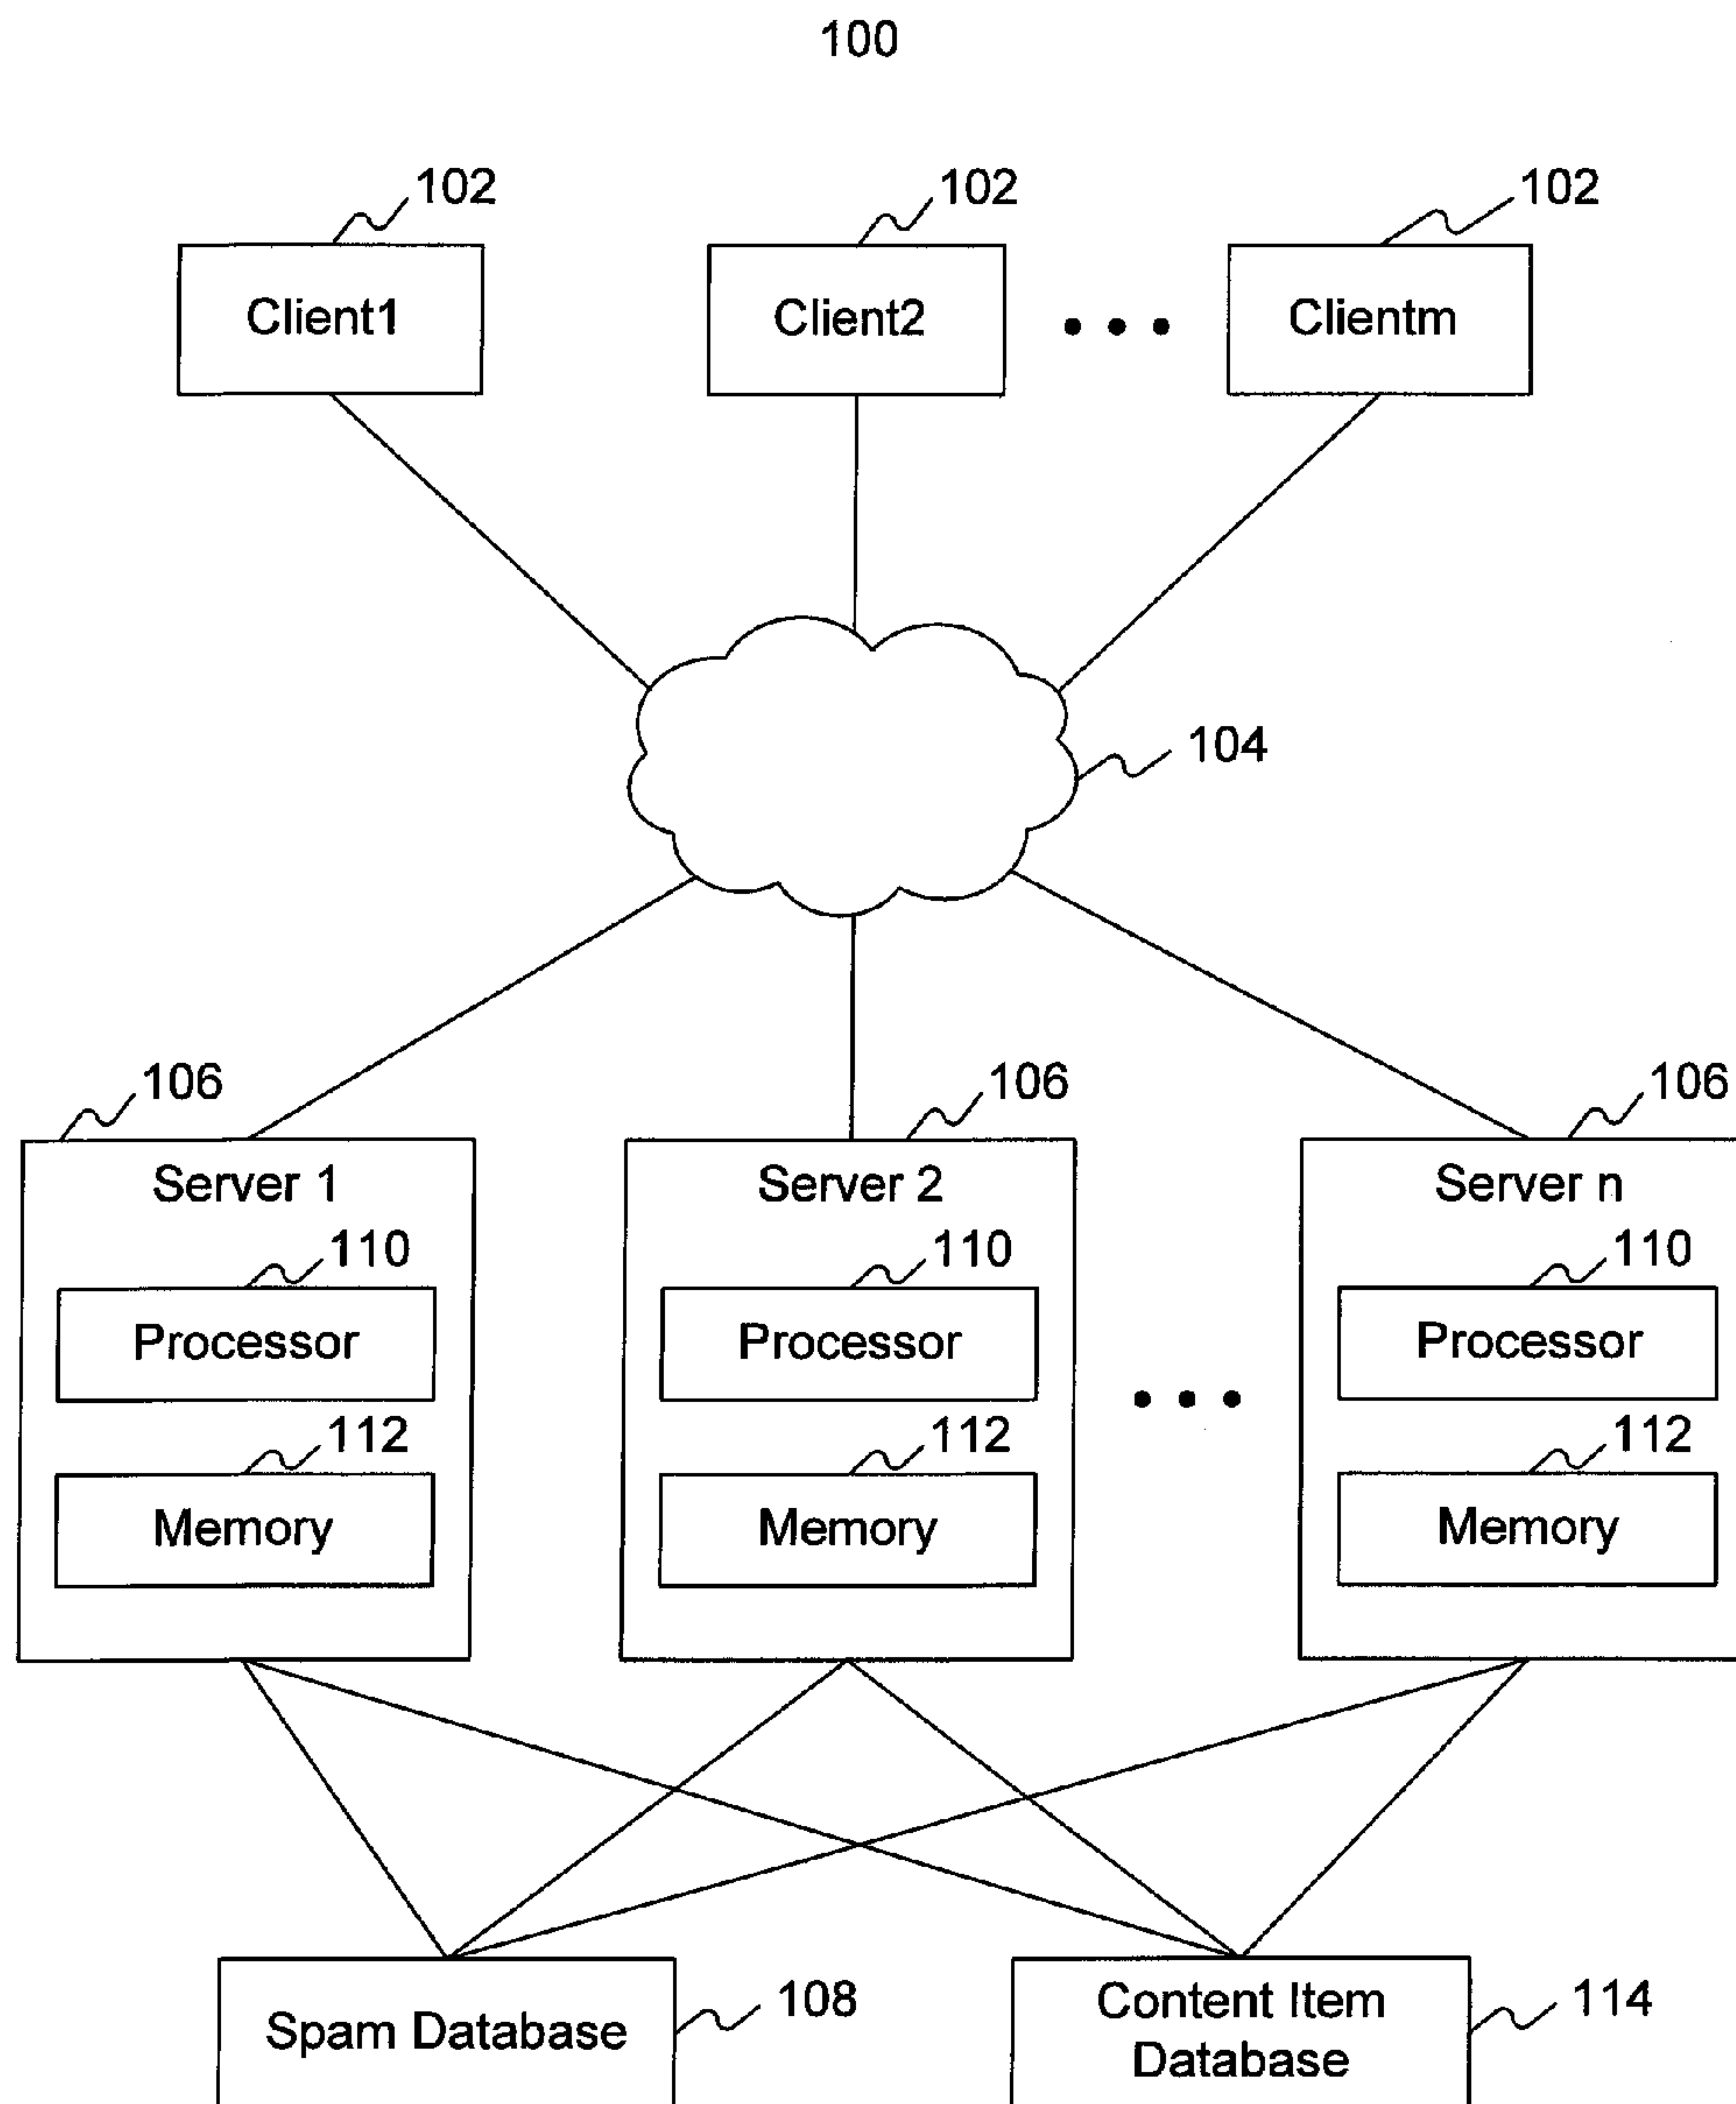 100
102
102
102
Client1
Client2
Clientm
104
106
106
106
Server 1
Server 2
Server n
110
110
110
Processor
Processor
Processor
112
112
112
Memory
Memory
Memory
Spam Database
108
Content Item
Database
114